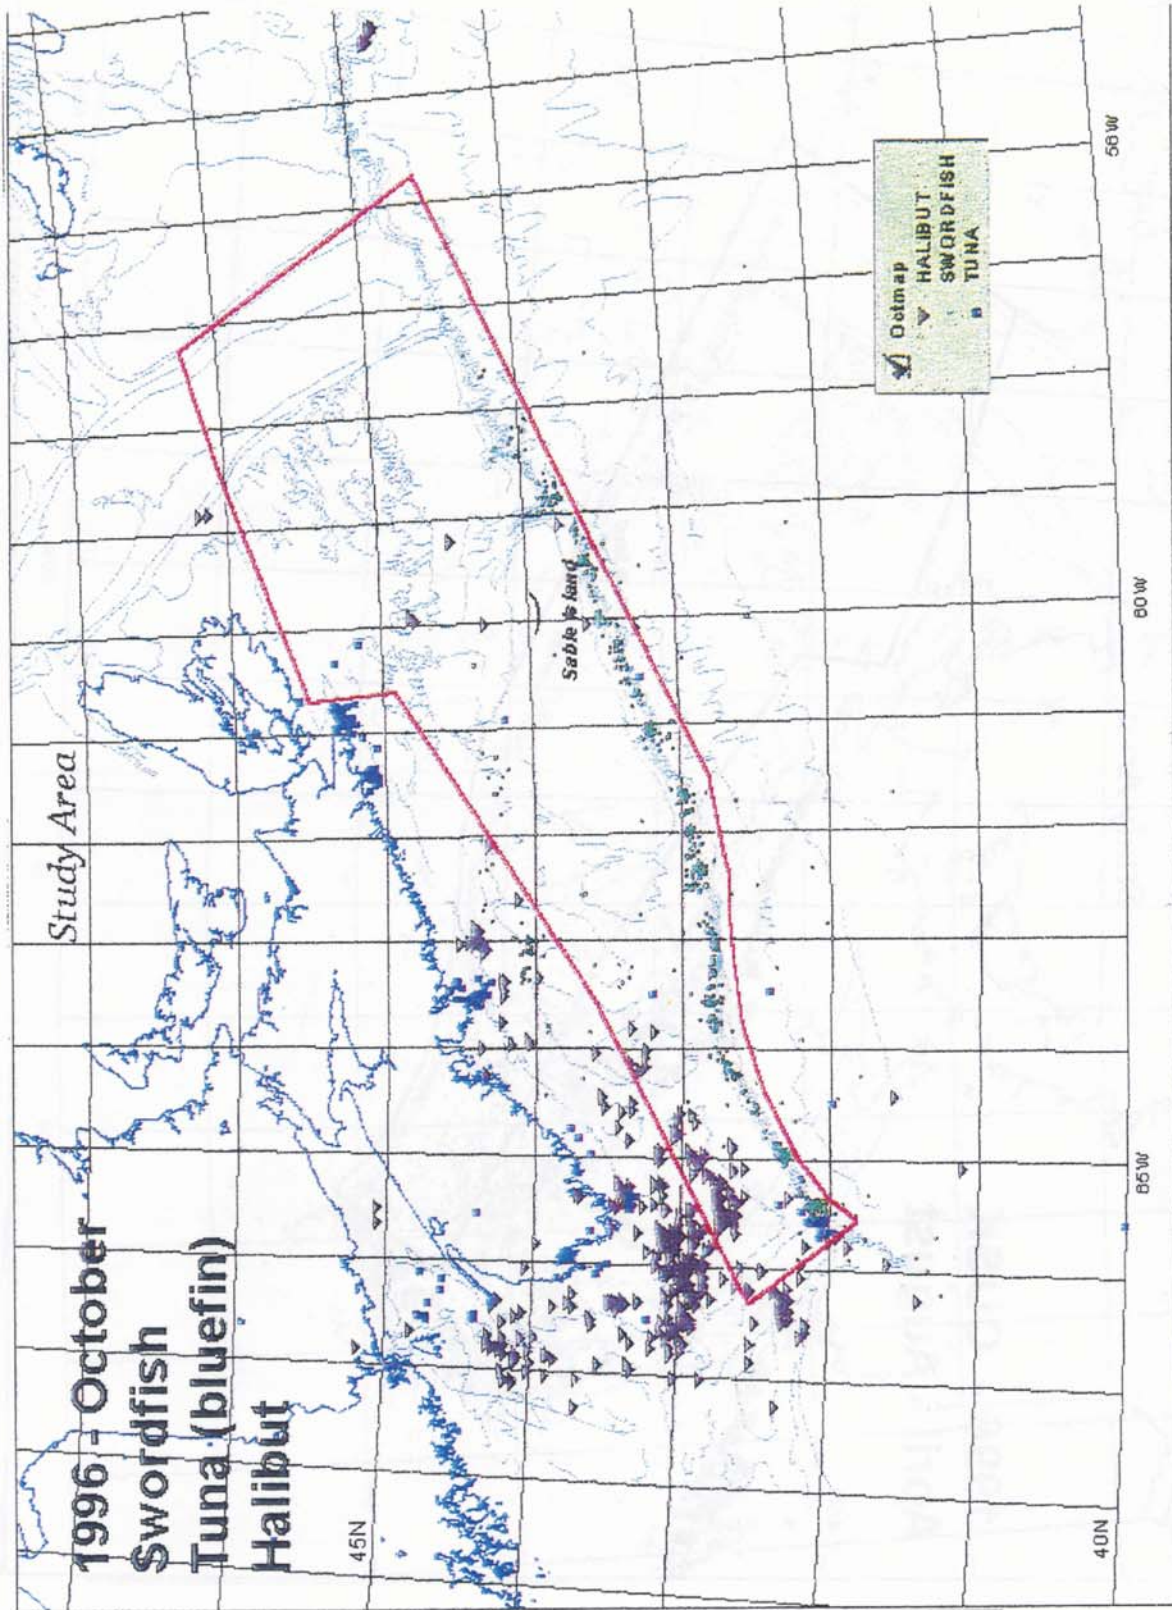 1996 - October
Swordfish
Tuna (bluefin)
Halibut
Study Area
45N
Sable Island
Octmap
HALIBUT
SWORDFISH
TUNA
40N
65W
60W
56W